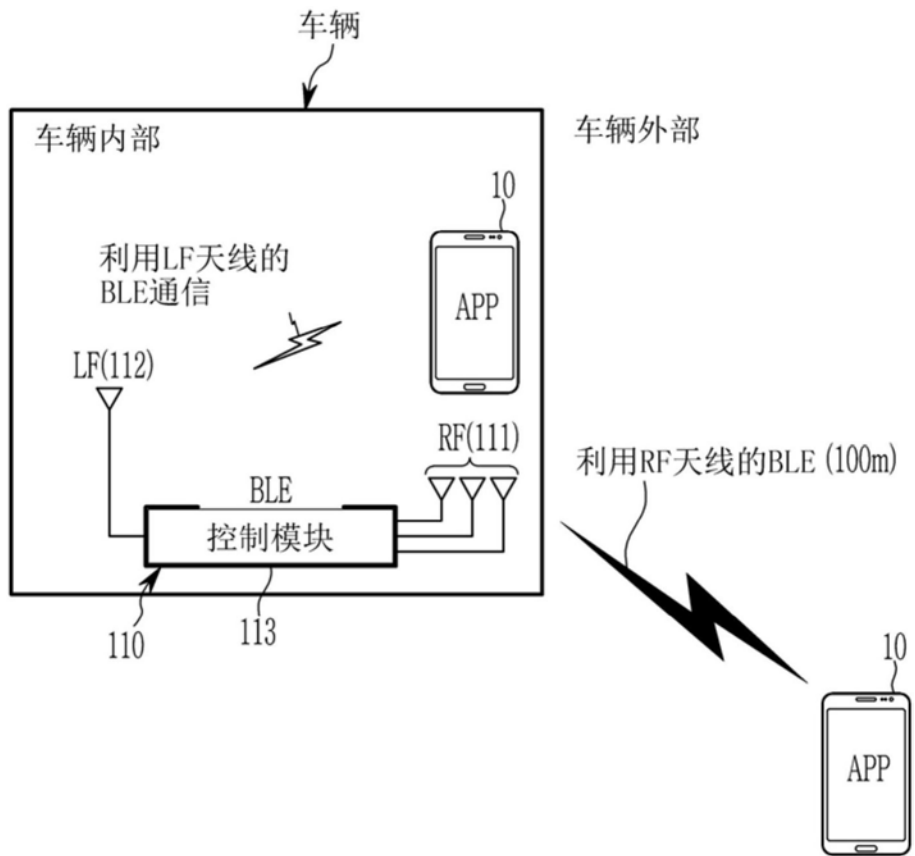 车辆
车辆内部
车辆外部
10
利用LF天线的
BLE通信
APP
LF(112)
RF(111)
利用RF天线的BLE (100m)
BLE
控制模块
110
113
10
APP